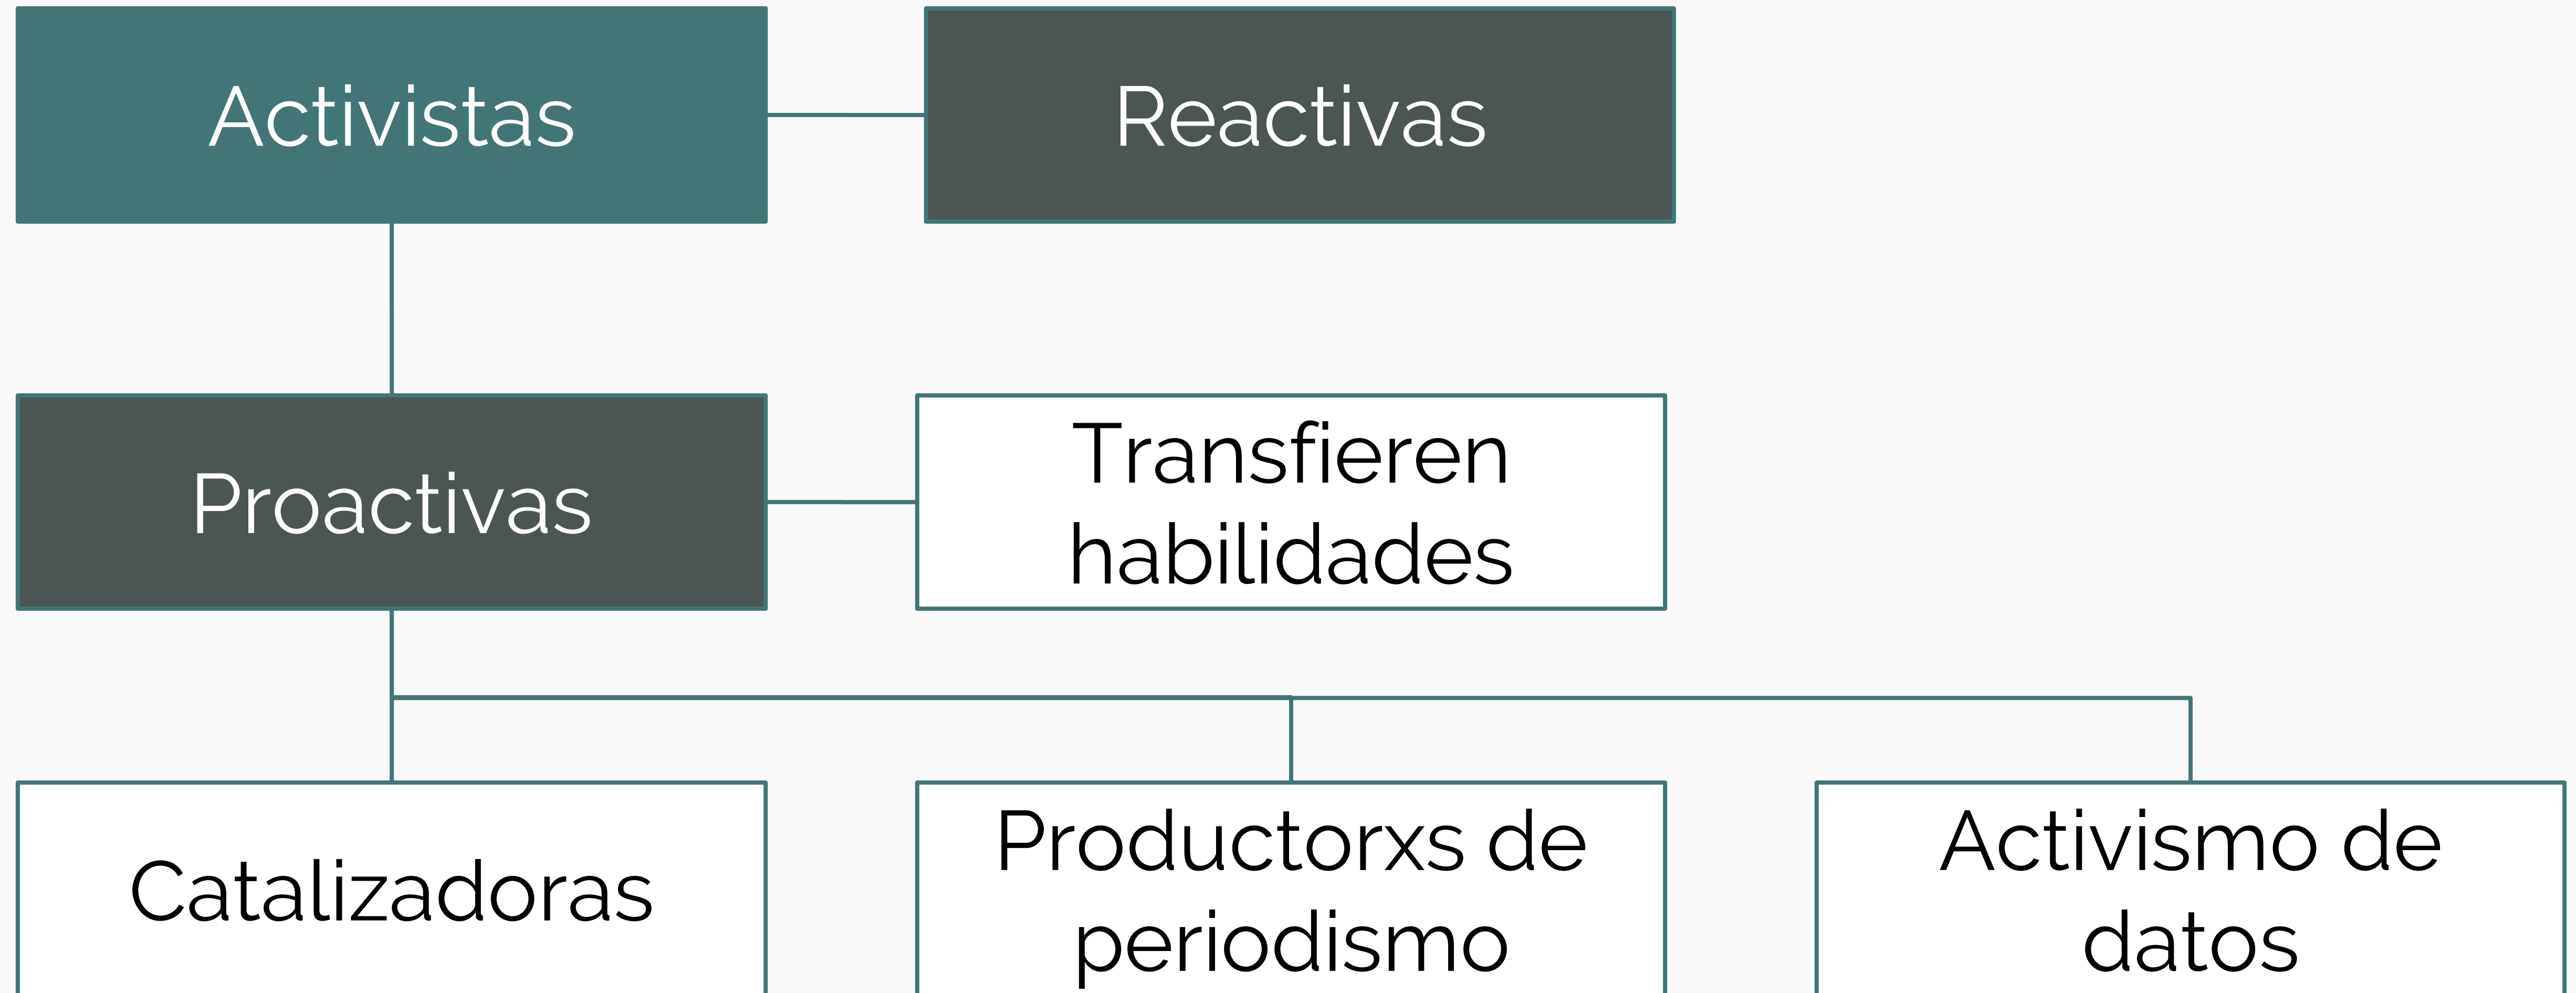 Activistas
Reactivas
Proactivas
Transfieren
habilidades
Catalizadoras
Productorxs de
periodismo
Activismo de
datos